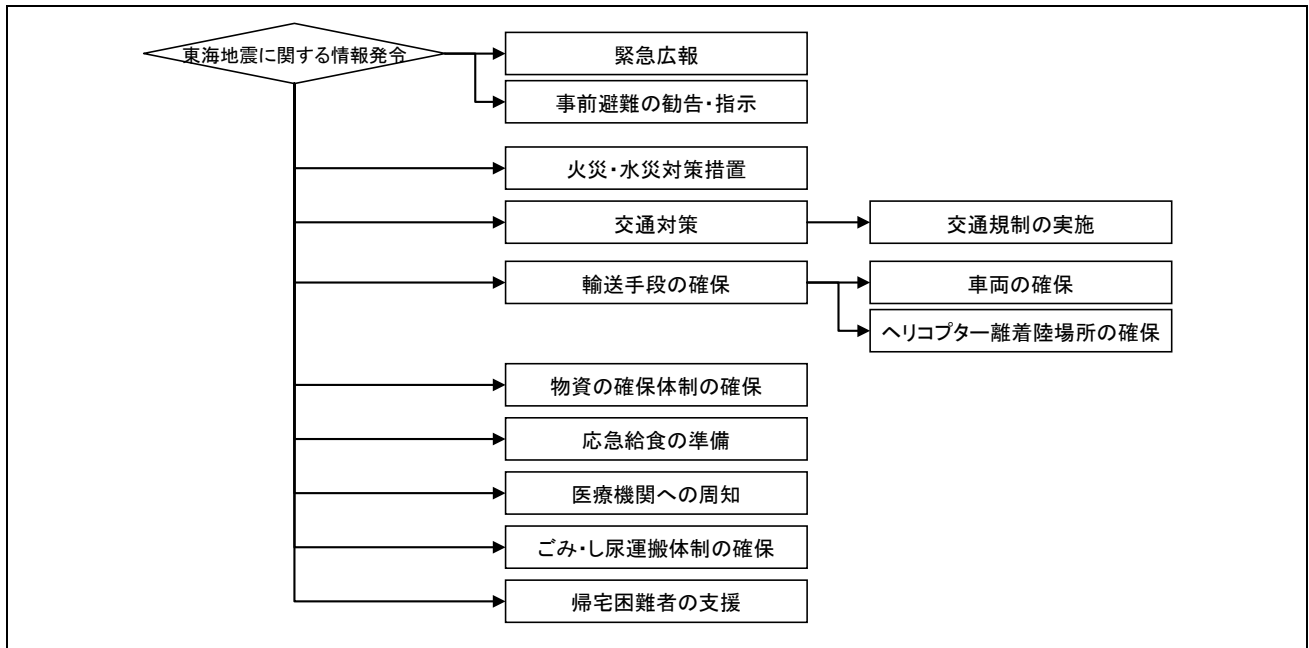 東海地震に関する情報発令
緊急広報
事前避難の勧告・指示
火災・水災対策措置
交通対策
交通規制の実施
輸送手段の確保
車両の確保
ヘリコプター離着陸場所の確保
物資の確保体制の確保
応急給食の準備
医療機関への周知
ごみ・し尿運搬体制の確保
帰宅困難者の支援